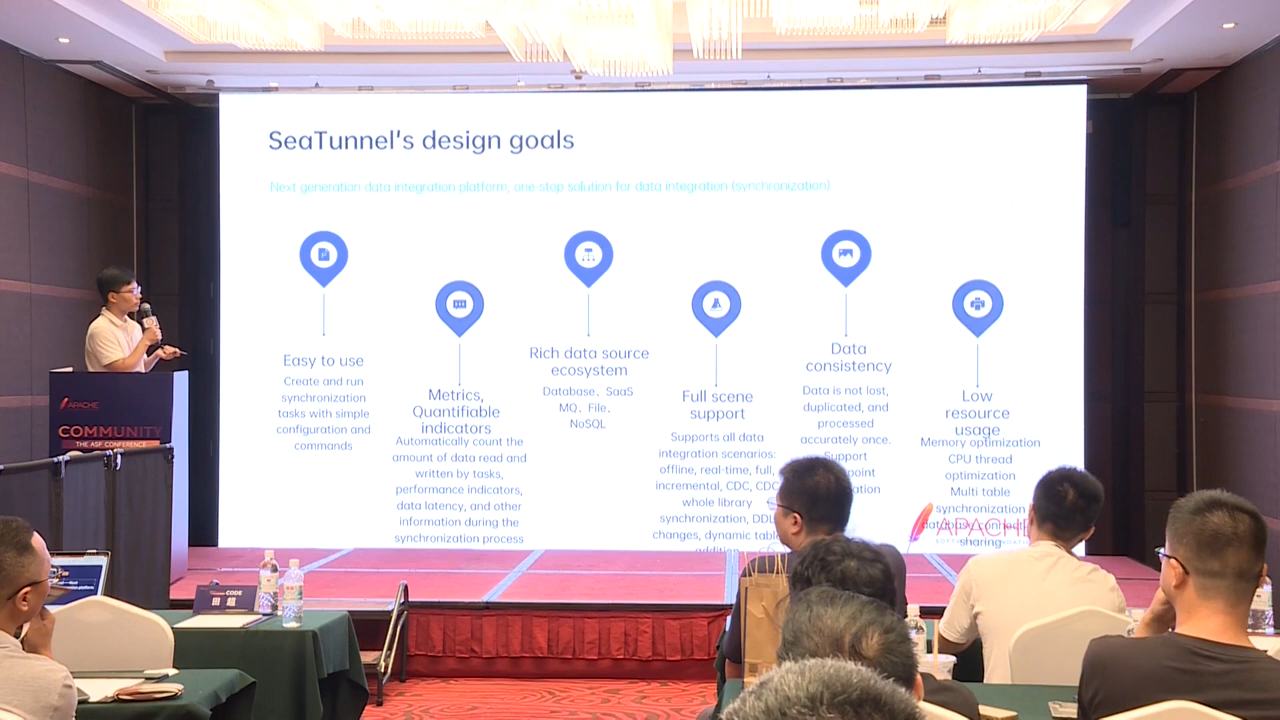 SeaTunnel's design goals
Next generation data integration platform, one-stop solution for data integration (synchronization)
Easy to use
Create and run
synchronization
tasks with simple
configuration and
commands
Metrics,
Quantifiable
indicators
Automatically count the
amount of data read and
written by tasks,
performance indicators,
data latency, and other
information during the
synchronization process
Rich data source
ecosystem
Database、SaaS
MQ、File、
NoSQL
Full scene
support
Supports all data
integration scenarios:
offline, real-time, full,
incremental, CDC, CDC
whole library
synchronization, DDL
changes, dynamic table
addition
Data
consistency
Data is not lost,
duplicated, and
processed
accurately once.
Support
Low
resource
usage
Memory optimization
CPU thread
optimization
Multi table
synchronization
sharing
APACHE
APACHE
COMMUNITY
THE ASF CONFERENCE
CODE
田 超